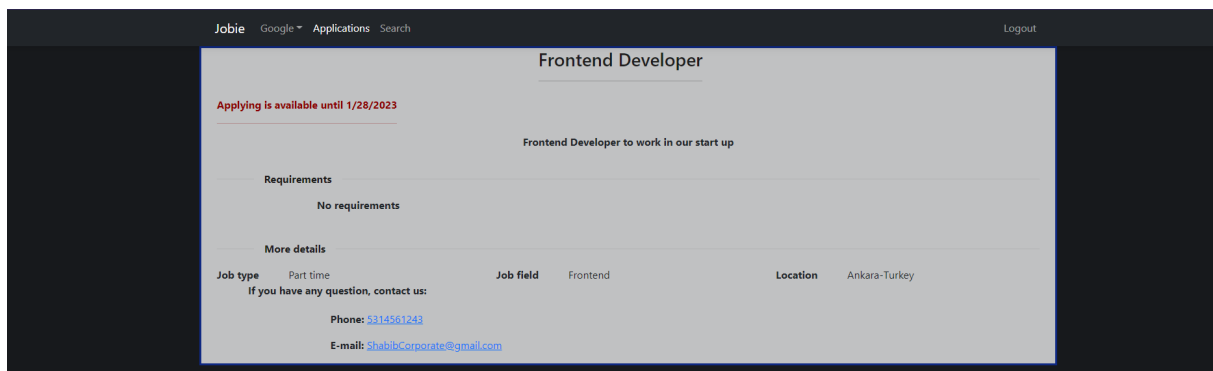 Jobie Google Applications Search Logout
Frontend Developer
Applying is available until 1/28/2023
Frontend Developer to work in our start up
Requirements
No requirements
More details
Job type Part time Job field Frontend Location Ankara-Turkey
If you have any question, contact us:
Phone: 5314561243
E-mail: ShabibCorporate@gmail.com